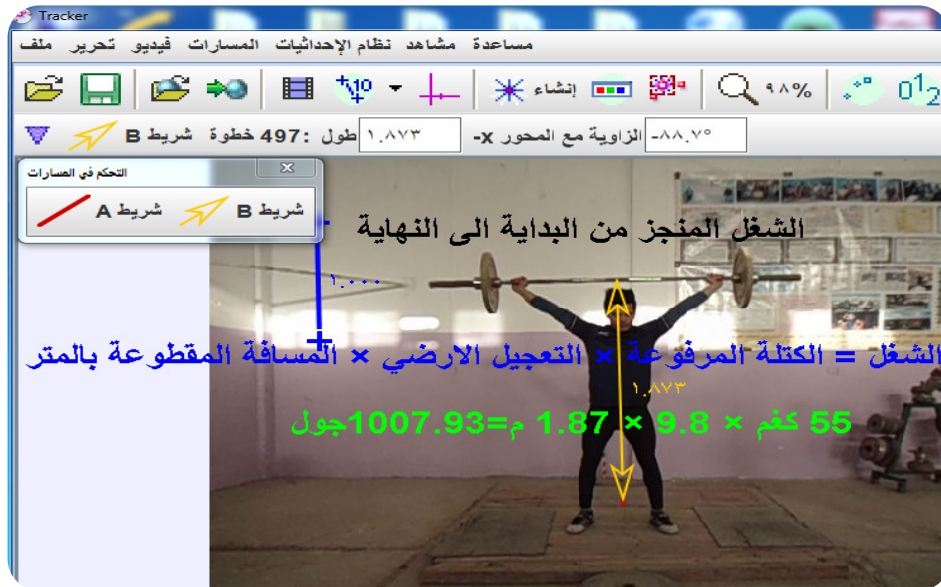 Tracker
ملف تحرير فيديو المسارات نظام الإحداثيات مشاهد مساعدة
إنشاء ٩٨%
شريط B خطوة 497: طول ١.٨٧٣ الزاوية مع المحور x- -٨٨.٧°
التحكم في المسارات
شريط A شريط B
الشغل المنجز من البداية الى النهاية
١.٠٠٠
الشغل = الكتلة المرفوعة × التعجيل الارضي × المسافة المقطوعة بالمتر
١.٨٧٣
55 كغم × 9.8 × 1.87 م=1007.93جول